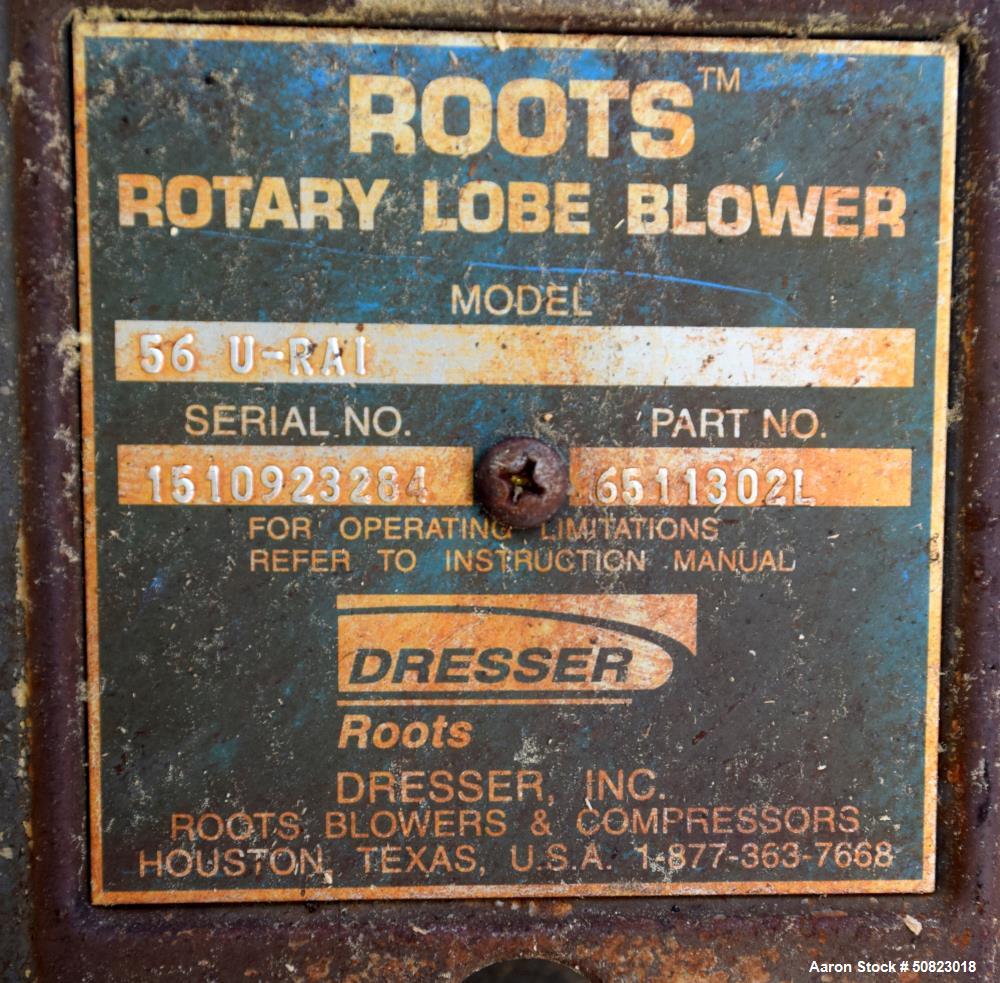 ROOTS™
ROTARY LOBE BLOWER
MODEL
56 U-RAI
SERIAL NO. PART NO.
1510923284 6511302L
FOR OPERATING LIMITATIONS
REFER TO INSTRUCTION MANUAL
DRESSER
Roots
DRESSER, INC.
ROOTS BLOWERS & COMPRESSORS
HOUSTON, TEXAS, U.S.A. 1-877-363-7668
Aaron Stock # 50823018